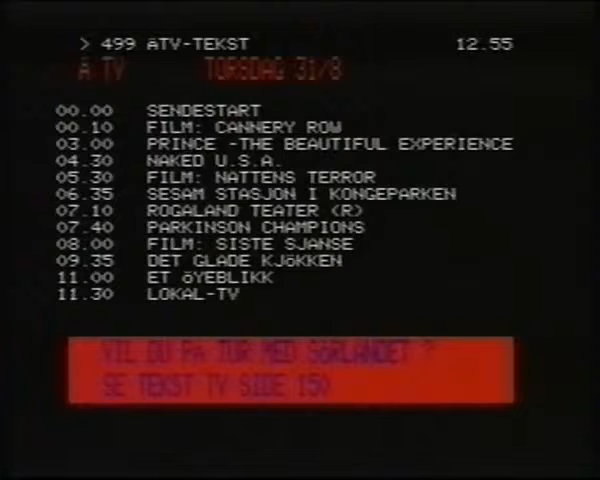 > 499 ÄTV-TEKST 12.55
Ä TV TORSDAG 31/8
00.00 SENDESTART
00.10 FILM: CANNERY ROW
03.00 PRINCE -THE BEAUTIFUL EXPERIENCE
04.30 NAKED U.S.A.
05.30 FILM: NATTENS TERROR
06.35 SESAM STASJON I KONGEPARKEN
07.10 ROGALAND TEATER (R)
07.40 PARKINSON CHAMPIONS
08.00 FILM: SISTE SJANSE
09.35 DET GLADE KJöKKEN
11.00 ET öYEBLIKK
11.30 LOKAL-TV
VIL DU PA TUR MED SöRLANDET ?
SE TEKST TV SIDE 150